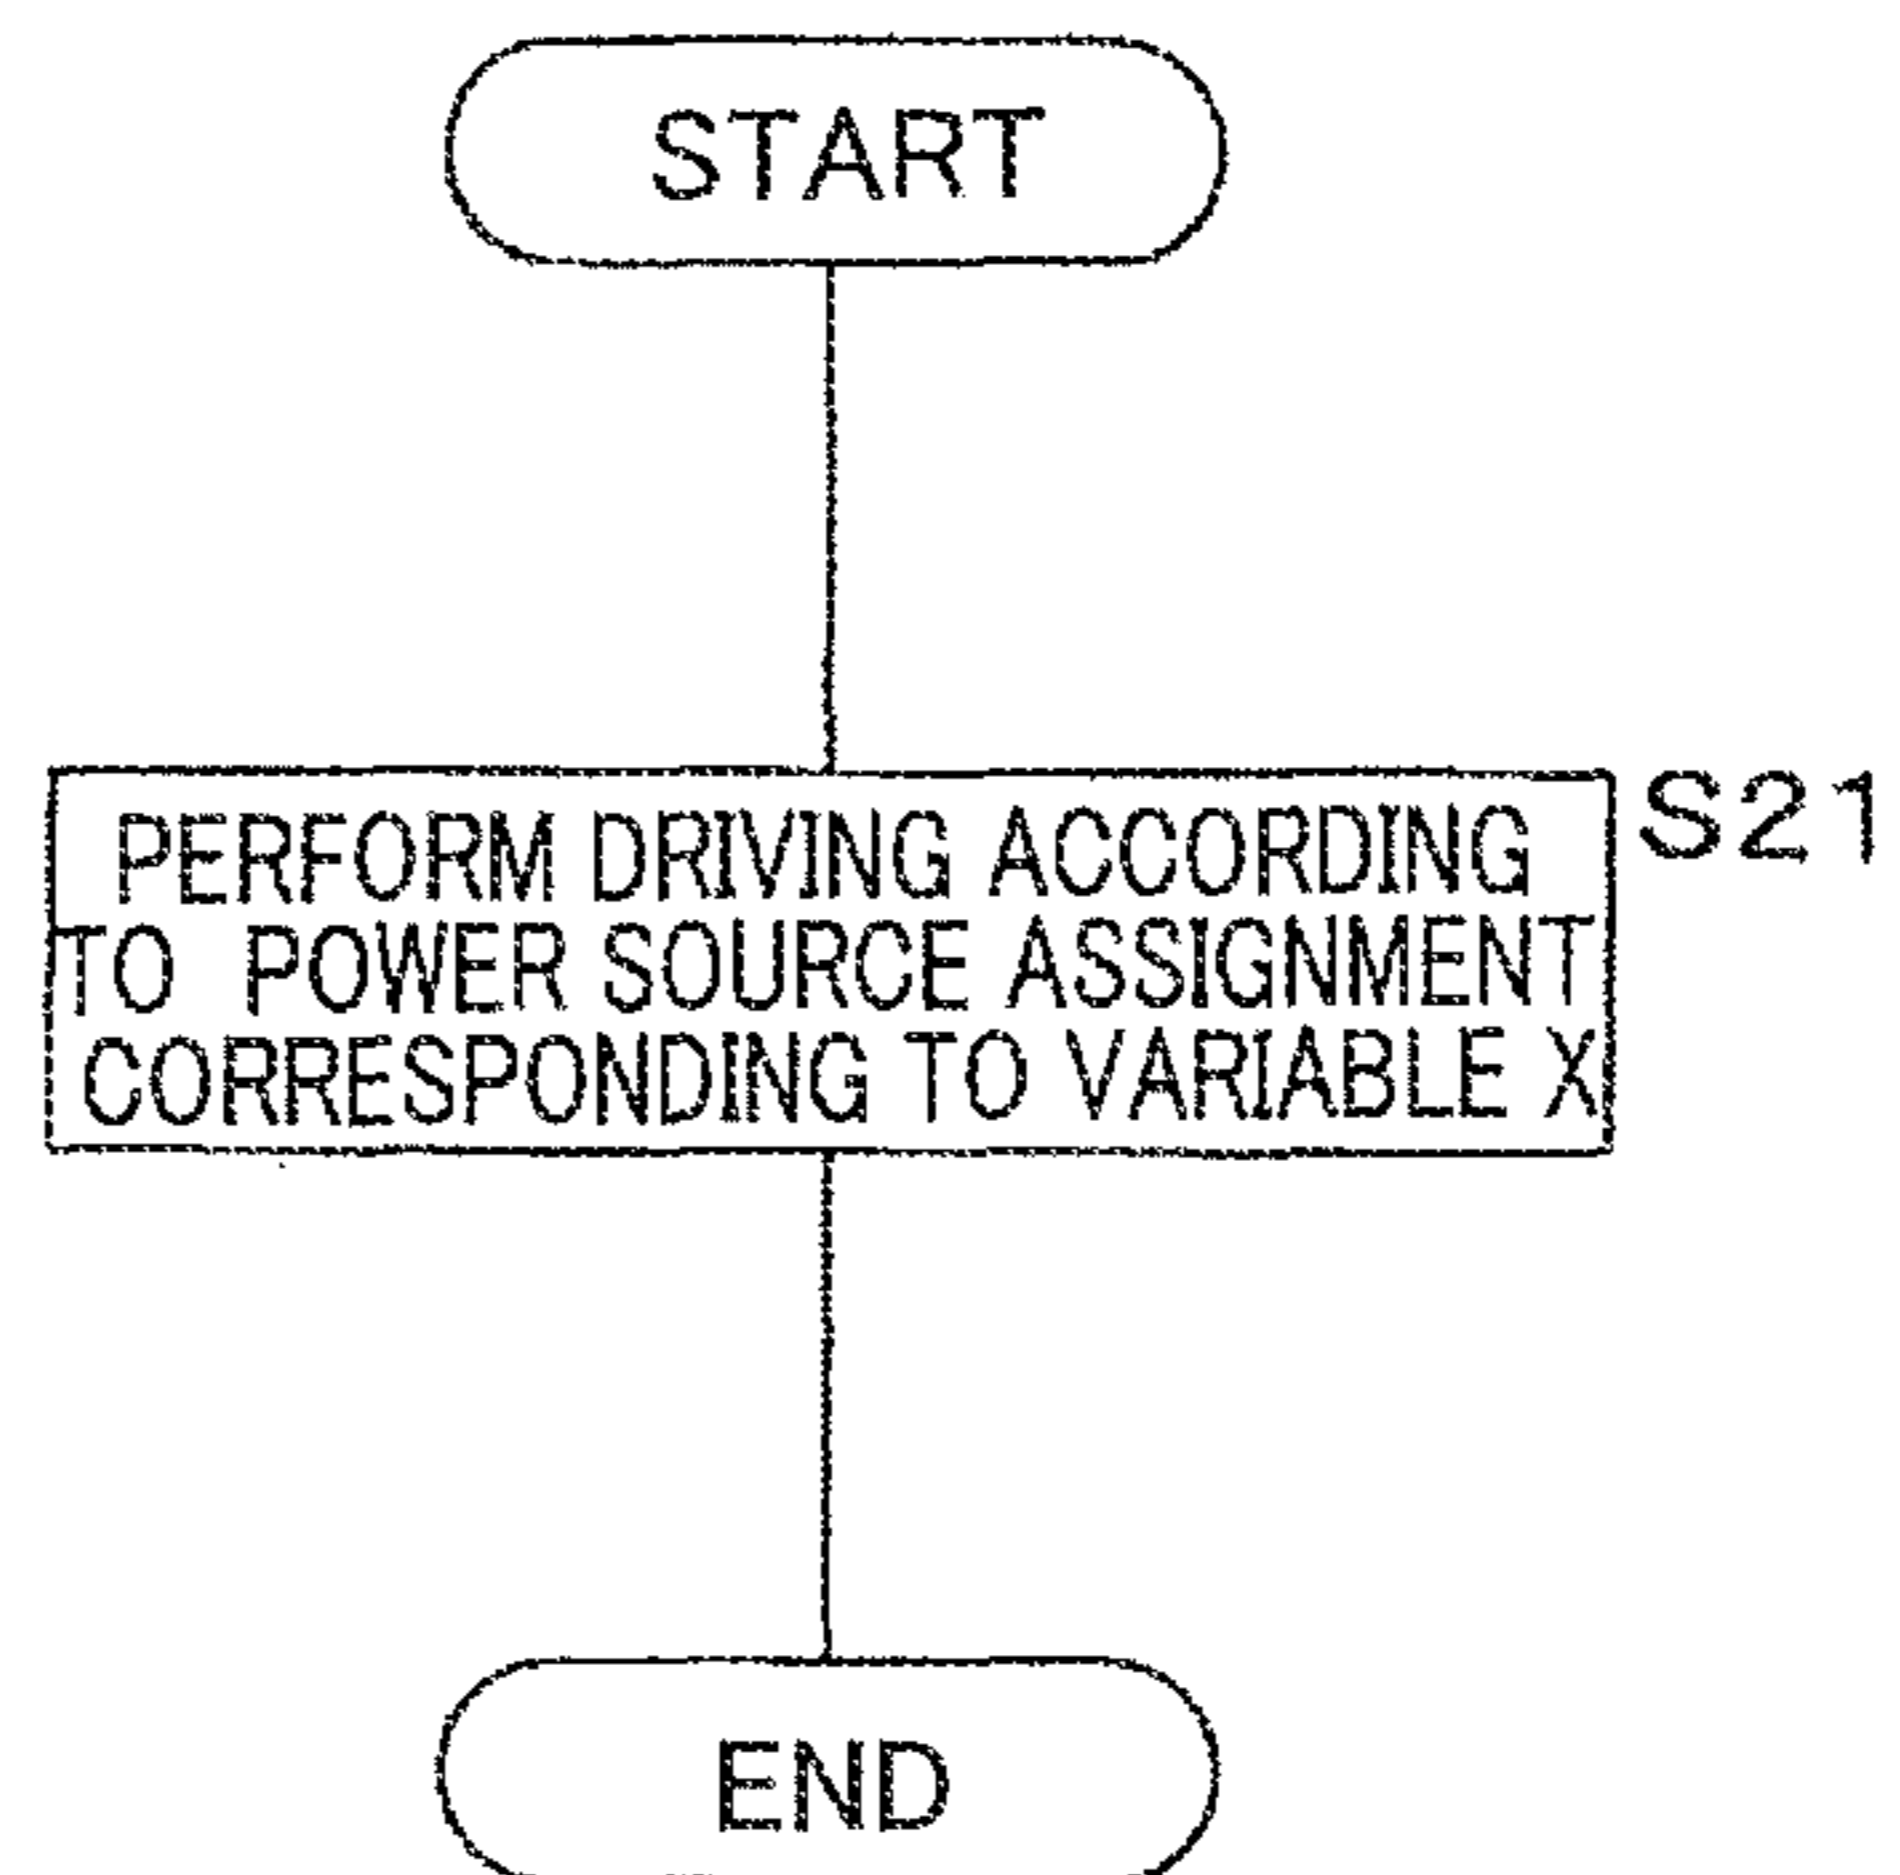 START
S21
PERFORM DRIVING ACCORDING
TO POWER SOURCE ASSIGNMENT
CORRESPONDING TO VARIABLE X
END